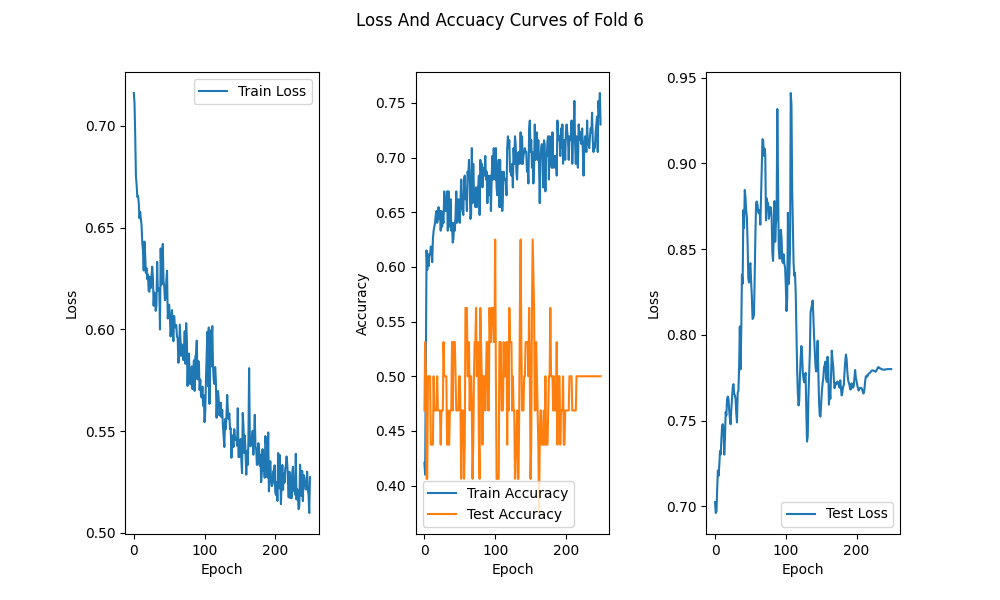 Loss And Accuacy Curves of Fold 6
Train Loss
0.70
0.65
0.60
0.55
0.50
Loss
0
100
200
Epoch
0.75
0.70
0.65
0.60
0.55
0.50
0.45
0.40
Accuracy
Train Accuracy
Test Accuracy
0
100
200
Epoch
0.95
0.90
0.85
0.80
0.75
0.70
Loss
Test Loss
0
100
200
Epoch